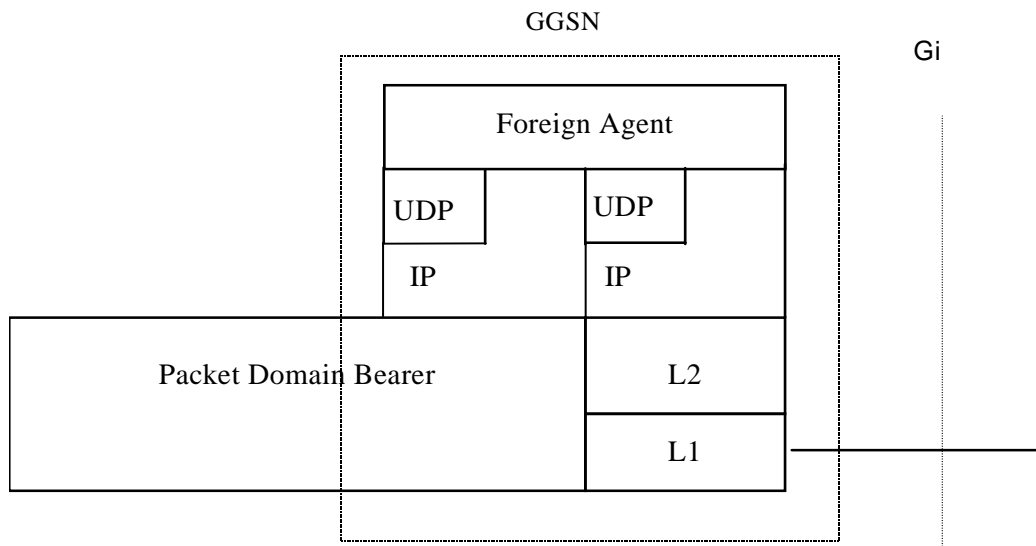 GGSN
Gi
Foreign Agent
UDP
UDP
IP
IP
Packet Domain Bearer
L2
L1